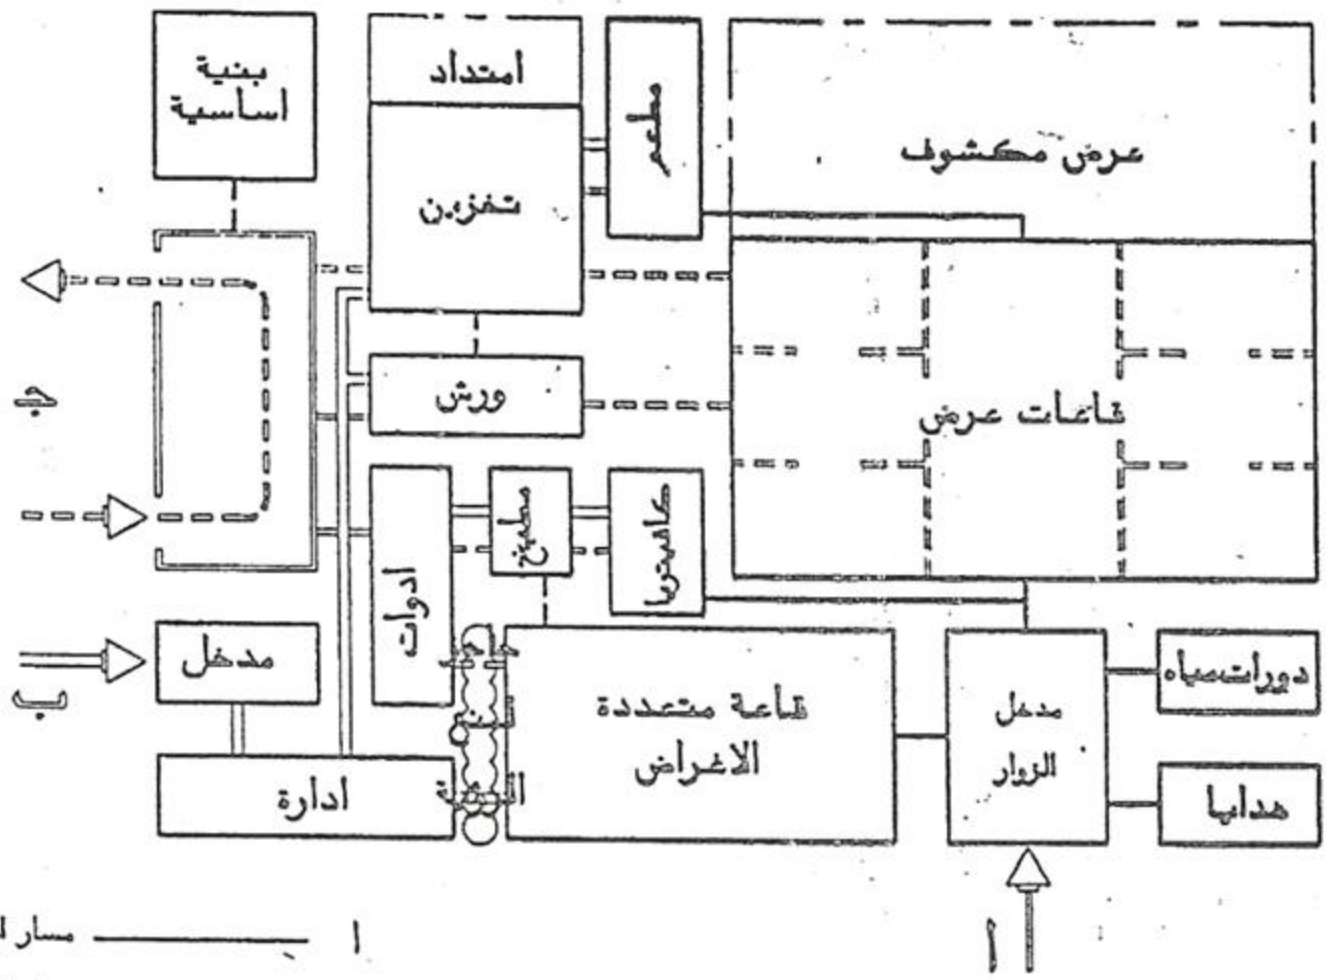 بنية
اساسية
امتداد
مطعم
عرض مكشوف
تخزين
ج
ورش
قاعات عرض
مطبخ
كافيتريا
ادوات
مدخل
ب
قاعة متعددة
الاغراض
مدخل
الزوار
دورات مياه
ادارة
هدايا
أ
ا
مسار